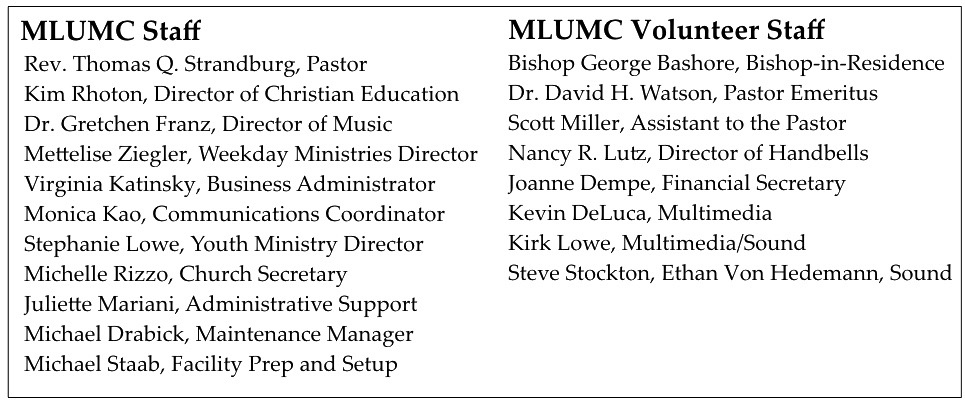 MLUMC Staff
Rev. Thomas Q. Strandburg, Pastor
Kim Rhoton, Director of Christian Education
Dr. Gretchen Franz, Director of Music
Mettelise Ziegler, Weekday Ministries Director
Virginia Katinsky, Business Administrator
Monica Kao, Communications Coordinator
Stephanie Lowe, Youth Ministry Director
Michelle Rizzo, Church Secretary
Juliette Mariani, Administrative Support
Michael Drabick, Maintenance Manager
Michael Staab, Facility Prep and Setup
MLUMC Volunteer Staff
Bishop George Bashore, Bishop-in-Residence
Dr. David H. Watson, Pastor Emeritus
Scott Miller, Assistant to the Pastor
Nancy R. Lutz, Director of Handbells
Joanne Dempe, Financial Secretary
Kevin DeLuca, Multimedia
Kirk Lowe, Multimedia/Sound
Steve Stockton, Ethan Von Hedemann, Sound